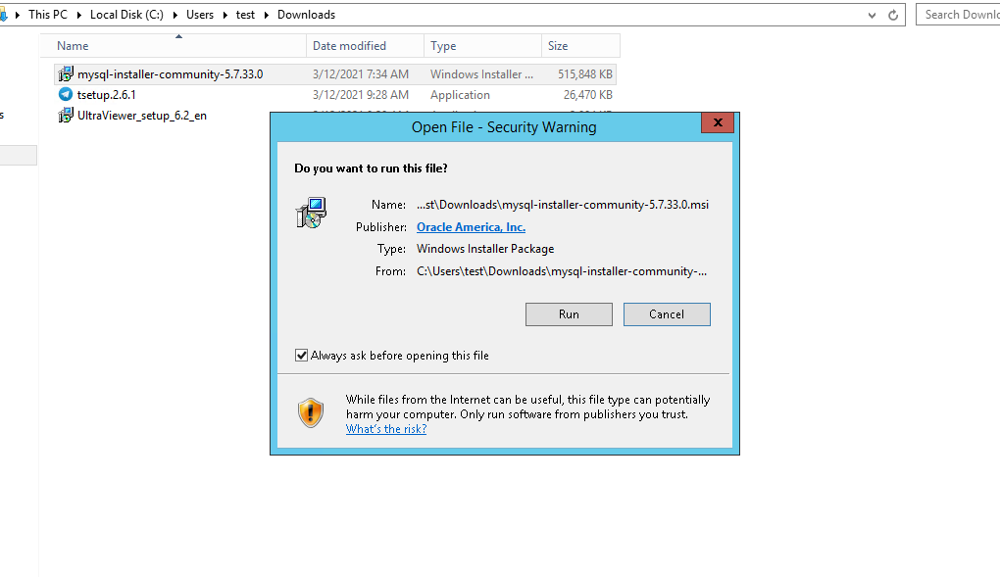 This PC Local Disk (C:) Users test Downloads Search Downlo
Name Date modified Type Size
mysql-installer-community-5.7.33.0 3/12/2021 7:34 AM Windows Installer ... 515,848 KB
tsetup.2.6.1 3/12/2021 9:28 AM Application 26,470 KB
UltraViewer_setup_6.2_en
s
Open File - Security Warning
x
Do you want to run this file?
Name: ...st\Downloads\mysql-installer-community-5.7.33.0.msi
Publisher: Oracle America, Inc.
Type: Windows Installer Package
From: C:\Users\test\Downloads\mysql-installer-community-...
Run Cancel
Always ask before opening this file
While files from the Internet can be useful, this file type can potentially
harm your computer. Only run software from publishers you trust.
What's the risk?